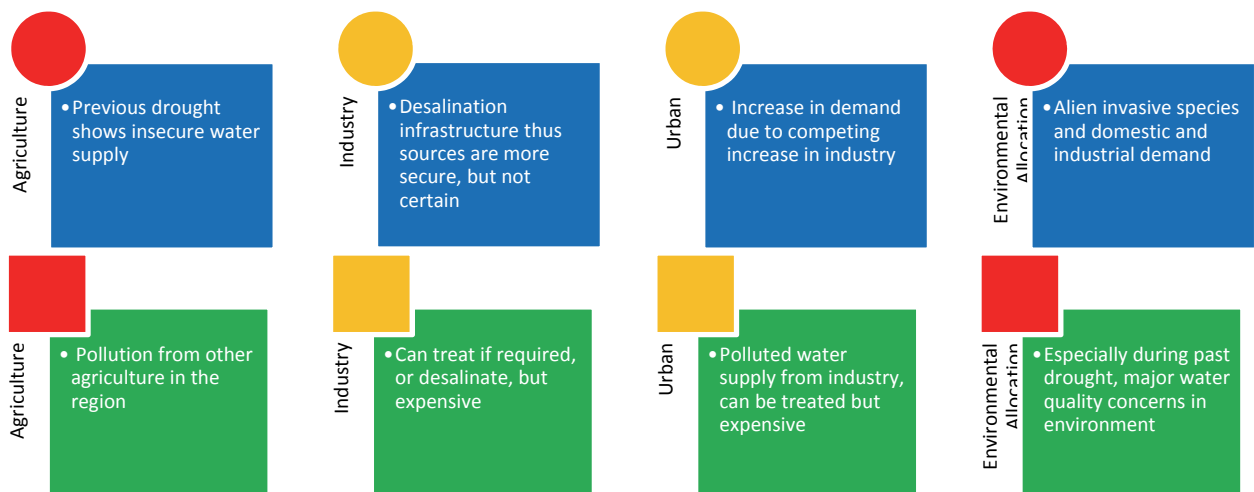 Agriculture
• Previous drought
shows insecure water
supply
Industry
• Desalination
infrastructure thus
sources are more
secure, but not
certain
Urban
• Increase in demand
due to competing
increase in industry
Environmental
Allocation
• Alien invasive species
and domestic and
industrial demand
Agriculture
• Pollution from other
agriculture in the
region
Industry
• Can treat if required,
or desalinate, but
expensive
Urban
• Polluted water
supply from industry,
can be treated but
expensive
Environmental
Allocation
• Especially during past
drought, major water
quality concerns in
environment